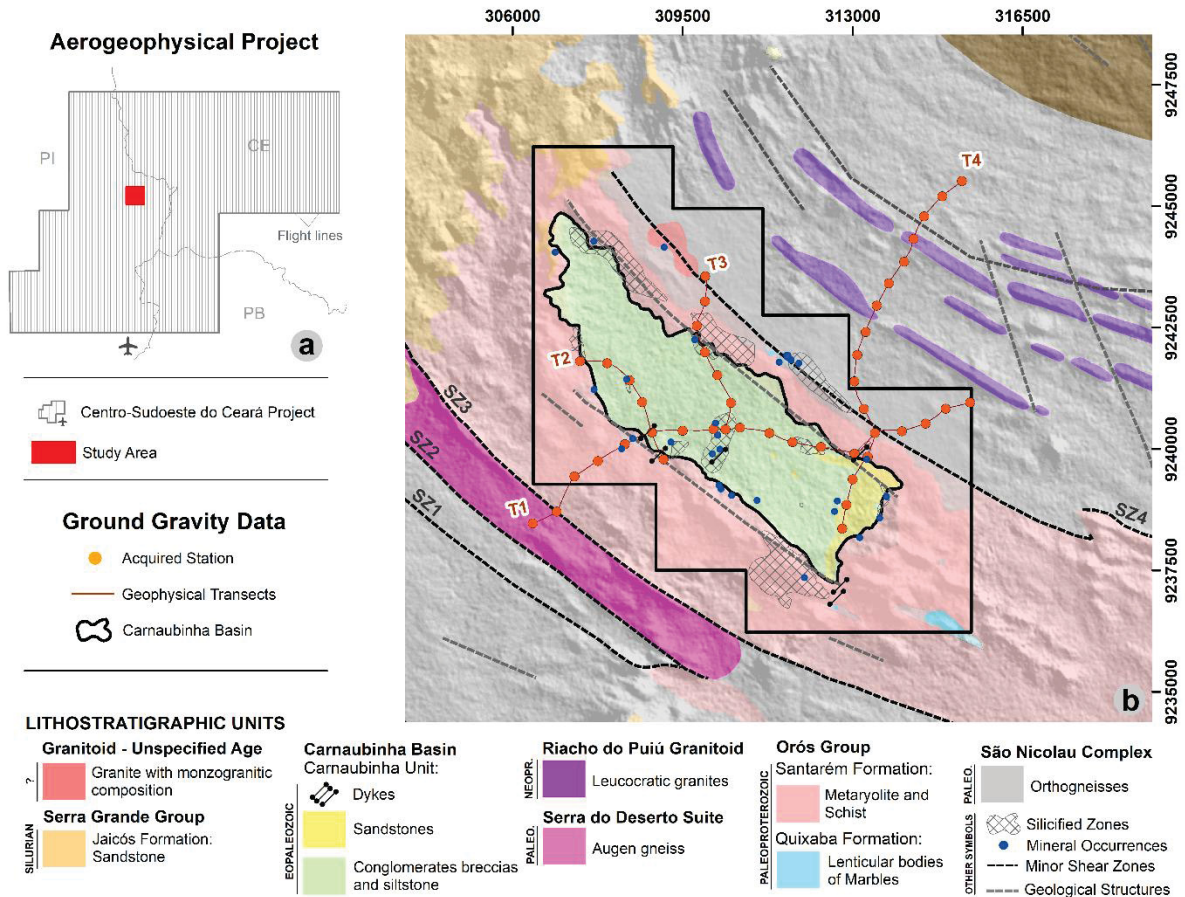 Aerogeophysical Project
PI
CE
Flight lines
PB
a
Centro-Sudoeste do Ceará Project
Study Area
Ground Gravity Data
Acquired Station
Geophysical Transects
Carnaubinha Basin
306000
309500
313000
316500
9247500
9245000
9242500
9240000
9237500
9235000
T4
T3
T2
T1
SZ3
SZ2
SZ1
SZ4
b
LITHOSTRATIGRAPHIC UNITS
Granitoid - Unspecified Age
?
Granite with monzogranitic
composition
Serra Grande Group
SILURIAN
Jaicós Formation:
Sandstone
Carnaubinha Basin
Carnaubinha Unit:
EOPALEOZOIC
Dykes
Sandstones
Conglomerates breccias
and siltstone
Riacho do Puiú Granitoid
NEOPR.
Leucocratic granites
Serra do Deserto Suite
PALEO.
Augen gneiss
Orós Group
PALEOPROTEROZOIC
Santarém Formation:
Metaryolite and
Schist
Quixaba Formation:
Lenticular bodies
of Marbles
São Nicolau Complex
PALEO.
Orthogneisses
OTHER SYMBOLS
Silicified Zones
Mineral Occurrences
Minor Shear Zones
Geological Structures